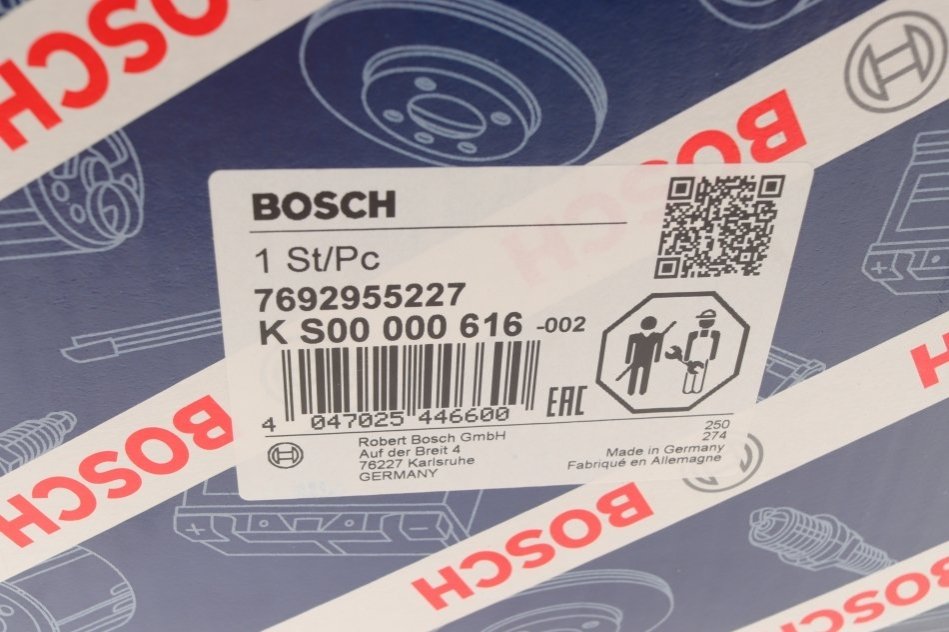 BOSCH
BOSCH
BOSCH
1 St/Pc
7692955227
K S00 000 616 -002
EAC
4 047025 446600
Robert Bosch GmbH
Auf der Breit 4
76227 Karlsruhe
GERMANY
250
274
Made in Germany
Fabriqué en Allemagne
BOSCH
BOSCH
BOSCH